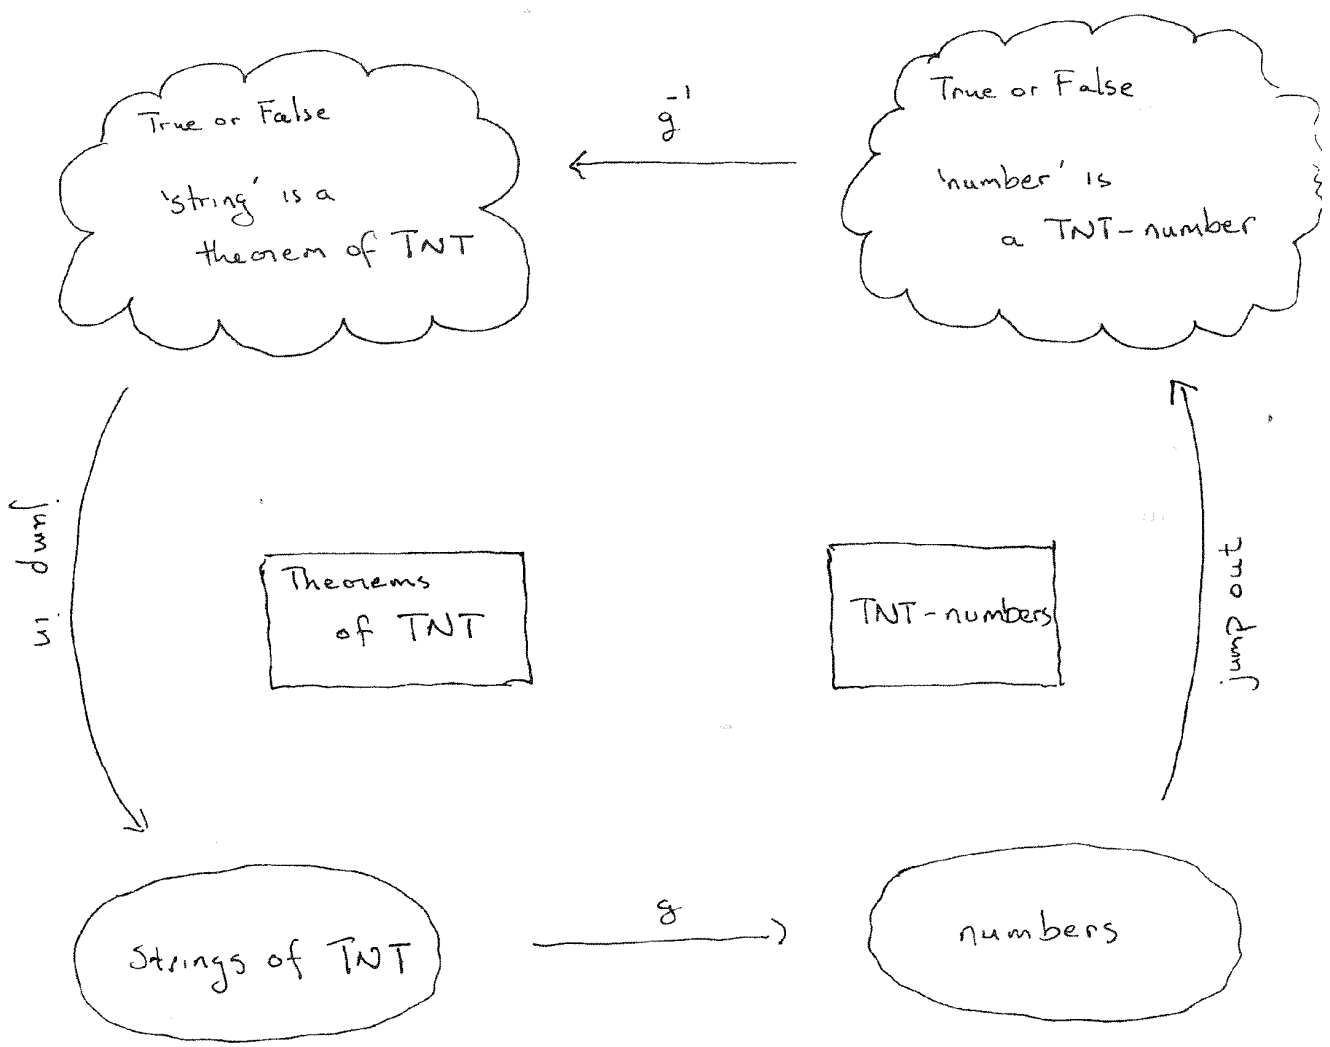 True or False
'string' is a
theorem of TNT
g⁻¹
True or False
'number' is
a TNT-number
jump in
Theorems
of TNT
TNT-numbers
jump out
Strings of TNT
g
numbers